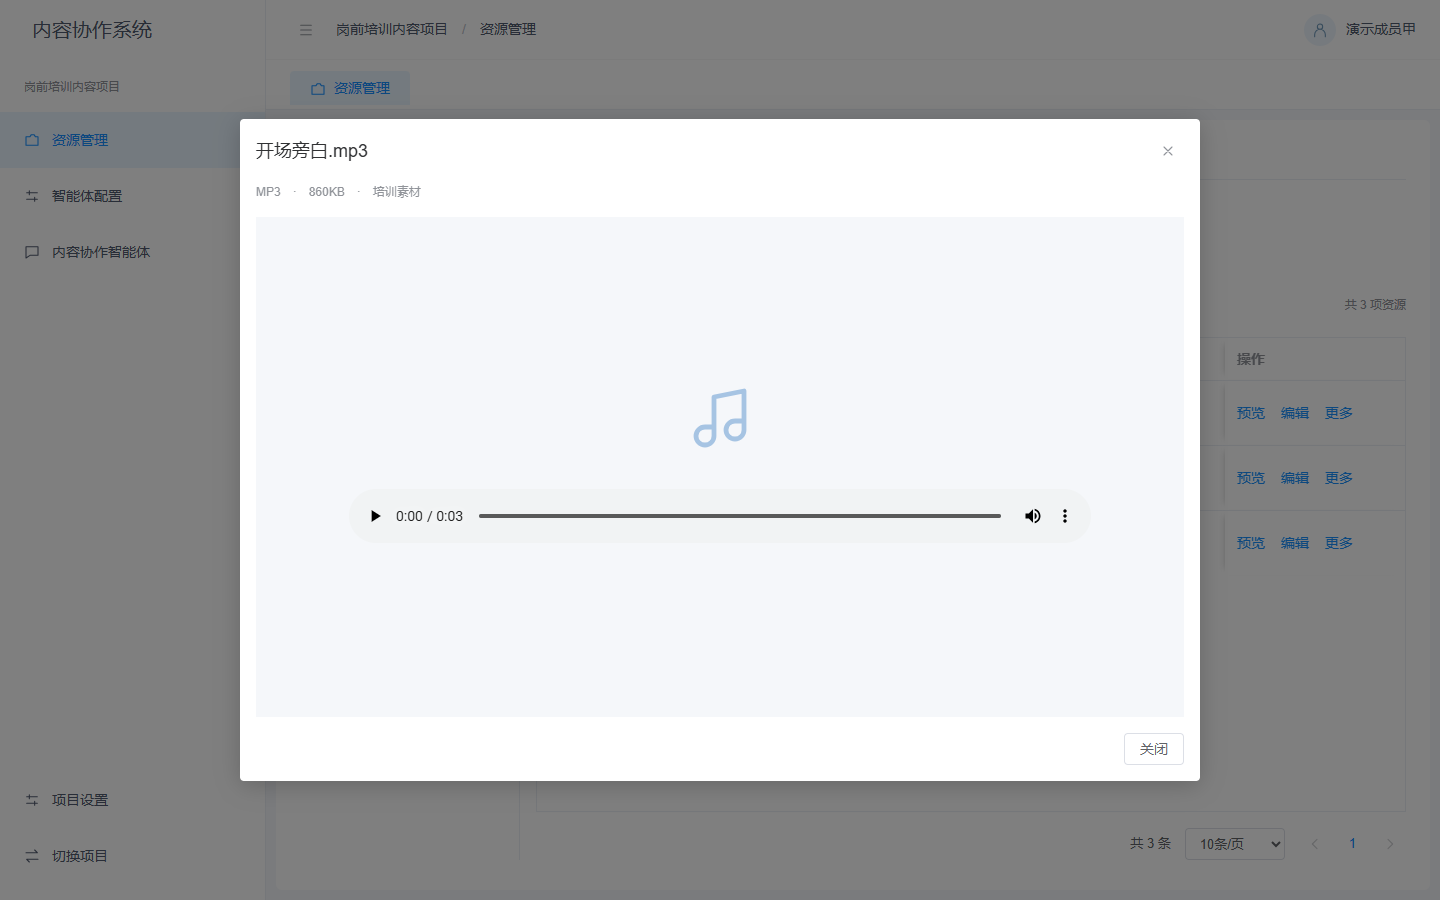 内容协作系统
岗前培训内容项目 / 资源管理
演示成员甲
岗前培训内容项目
资源管理
资源管理
智能体配置
内容协作智能体
项目设置
切换项目
开场旁白.mp3
MP3 · 860KB · 培训素材
0:00 / 0:03
关闭
共 3 项资源
操作
预览 编辑 更多
预览 编辑 更多
预览 编辑 更多
共 3 条 10条/页 1